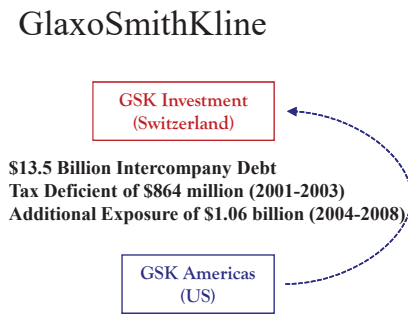 GlaxoSmithKline
GSK Investment
(Switzerland)
$13.5 Billion Intercompany Debt
Tax Deficient of $864 million (2001-2003)
Additional Exposure of $1.06 billion (2004-2008)
GSK Americas
(US)